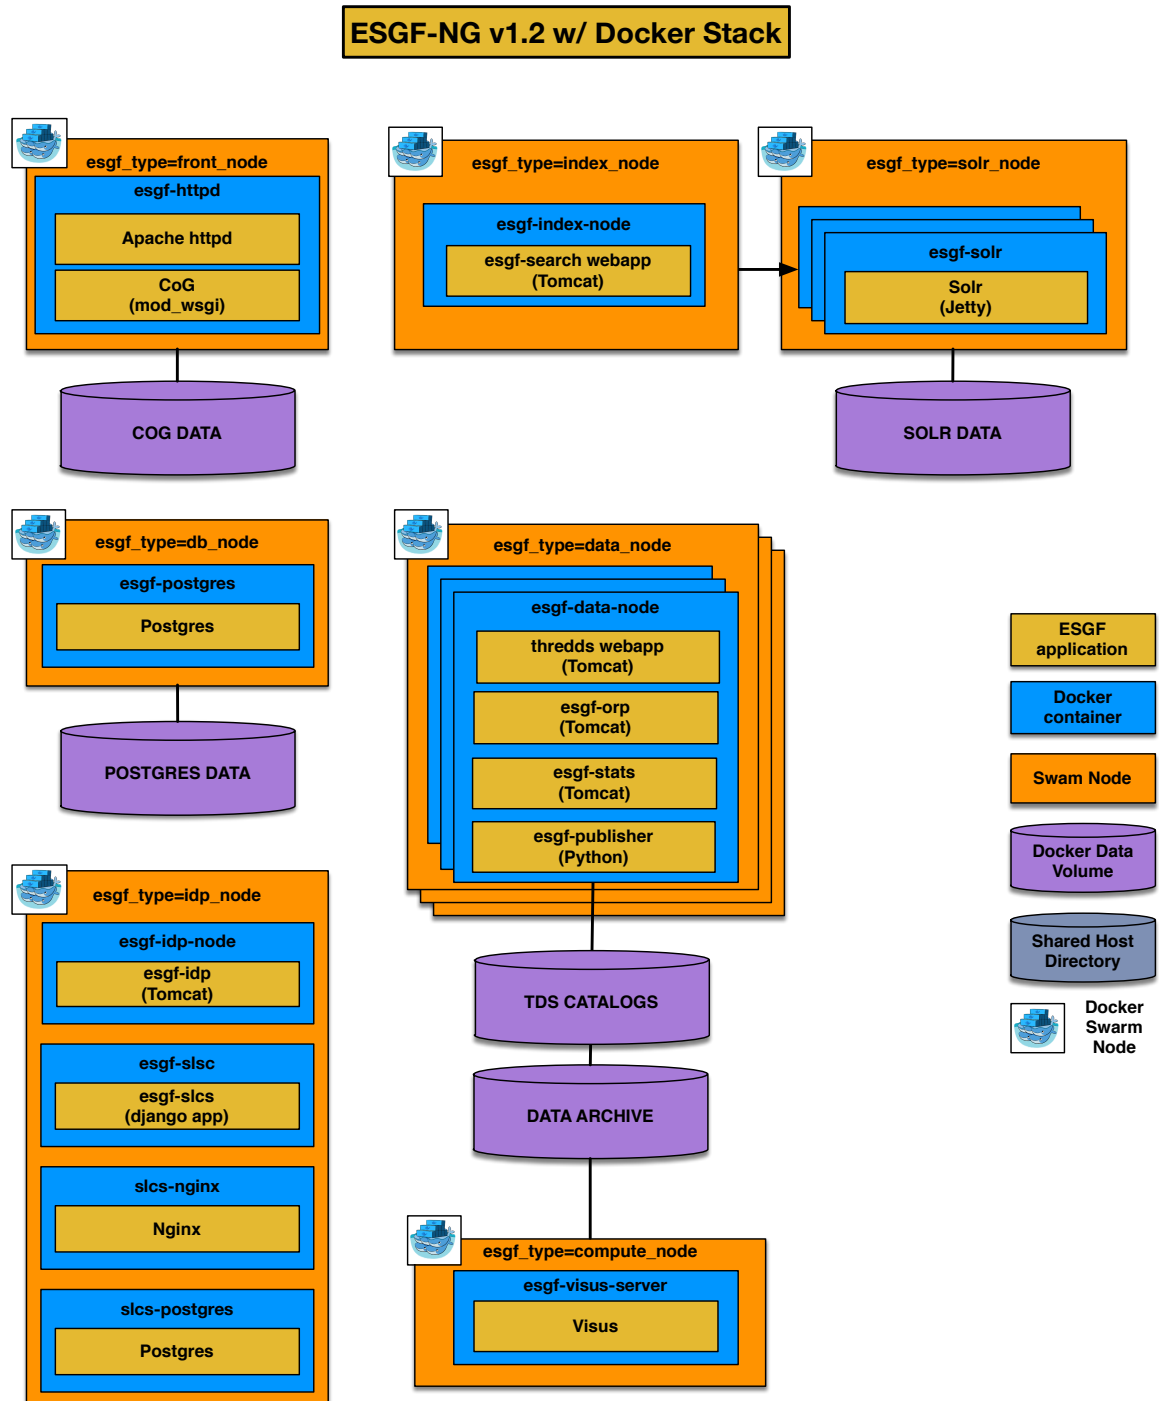 ESGF-NG v1.2 w/ Docker Stack
esgf_type=front_node
esgf-httpd
Apache httpd
CoG
(mod_wsgi)
COG DATA
esgf_type=index_node
esgf-index-node
esgf-search webapp
(Tomcat)
esgf_type=solr_node
esgf-solr
Solr
(Jetty)
SOLR DATA
esgf_type=db_node
esgf-postgres
Postgres
POSTGRES DATA
esgf_type=data_node
esgf-data-node
thredds webapp
(Tomcat)
esgf-orp
(Tomcat)
esgf-stats
(Tomcat)
esgf-publisher
(Python)
TDS CATALOGS
DATA ARCHIVE
esgf_type=compute_node
esgf-visus-server
Visus
esgf_type=idp_node
esgf-idp-node
esgf-idp
(Tomcat)
esgf-slsc
esgf-slcs
(django app)
slcs-nginx
Nginx
slcs-postgres
Postgres
ESGF
application
Docker
container
Swam Node
Docker Data
Volume
Shared Host
Directory
Docker
Swarm
Node